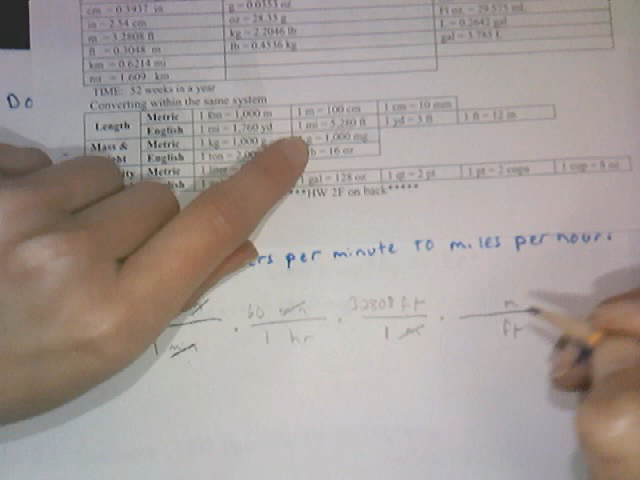 cm = 0.3937 in
g = 0.0353 oz
Fl oz. = 29.575 ml
in = 2.54 cm
oz = 28.35 g
L = 0.2642 gal
m = 3.2808 ft
kg = 2.2046 lb
gal = 3.785 L
ft = 0.3048 m
lb = 0.4536 kg
km = 0.6214 mi
mi = 1.609 km
TIME: 52 weeks in a year
Do
Converting within the same system
Length Metric 1 km = 1,000 m 1 m = 100 cm 1 cm = 10 mm
English 1 mi = 1,760 yd 1 mi = 5,280 ft 1 yd = 3 ft 1 ft = 12 in
Mass & Metric 1 kg = 1,000 g = 1,000 mg
English 1 ton = 2,00 lb = 16 oz
Metric 1 liter
1 gal = 128 oz 1 qt = 2 pt 1 pt = 2 cups 1 cup = 8 oz
***HW 2F on back*****
ers per minute to miles per hour.
60 min 3.2808 ft m
1 min 1 hr 1 m ft